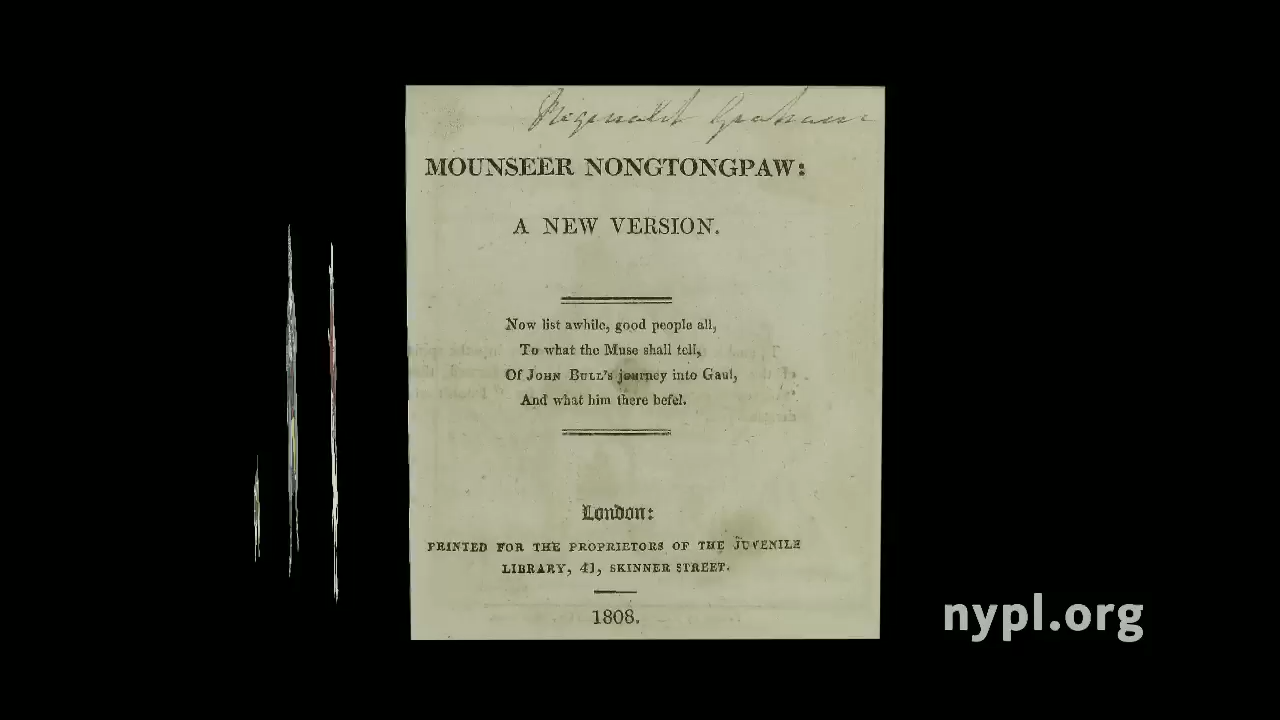 Reginald Graham
MOUNSEER NONGTONGPAW:
A NEW VERSION.
Now list awhile, good people all,
To what the Muse shall tell,
Of JOHN BULL's journey into Gaul,
And what him there befel.
London:
PRINTED FOR THE PROPRIETORS OF THE JUVENILE
LIBRARY, 41, SKINNER STREET.
1808.
nypl.org